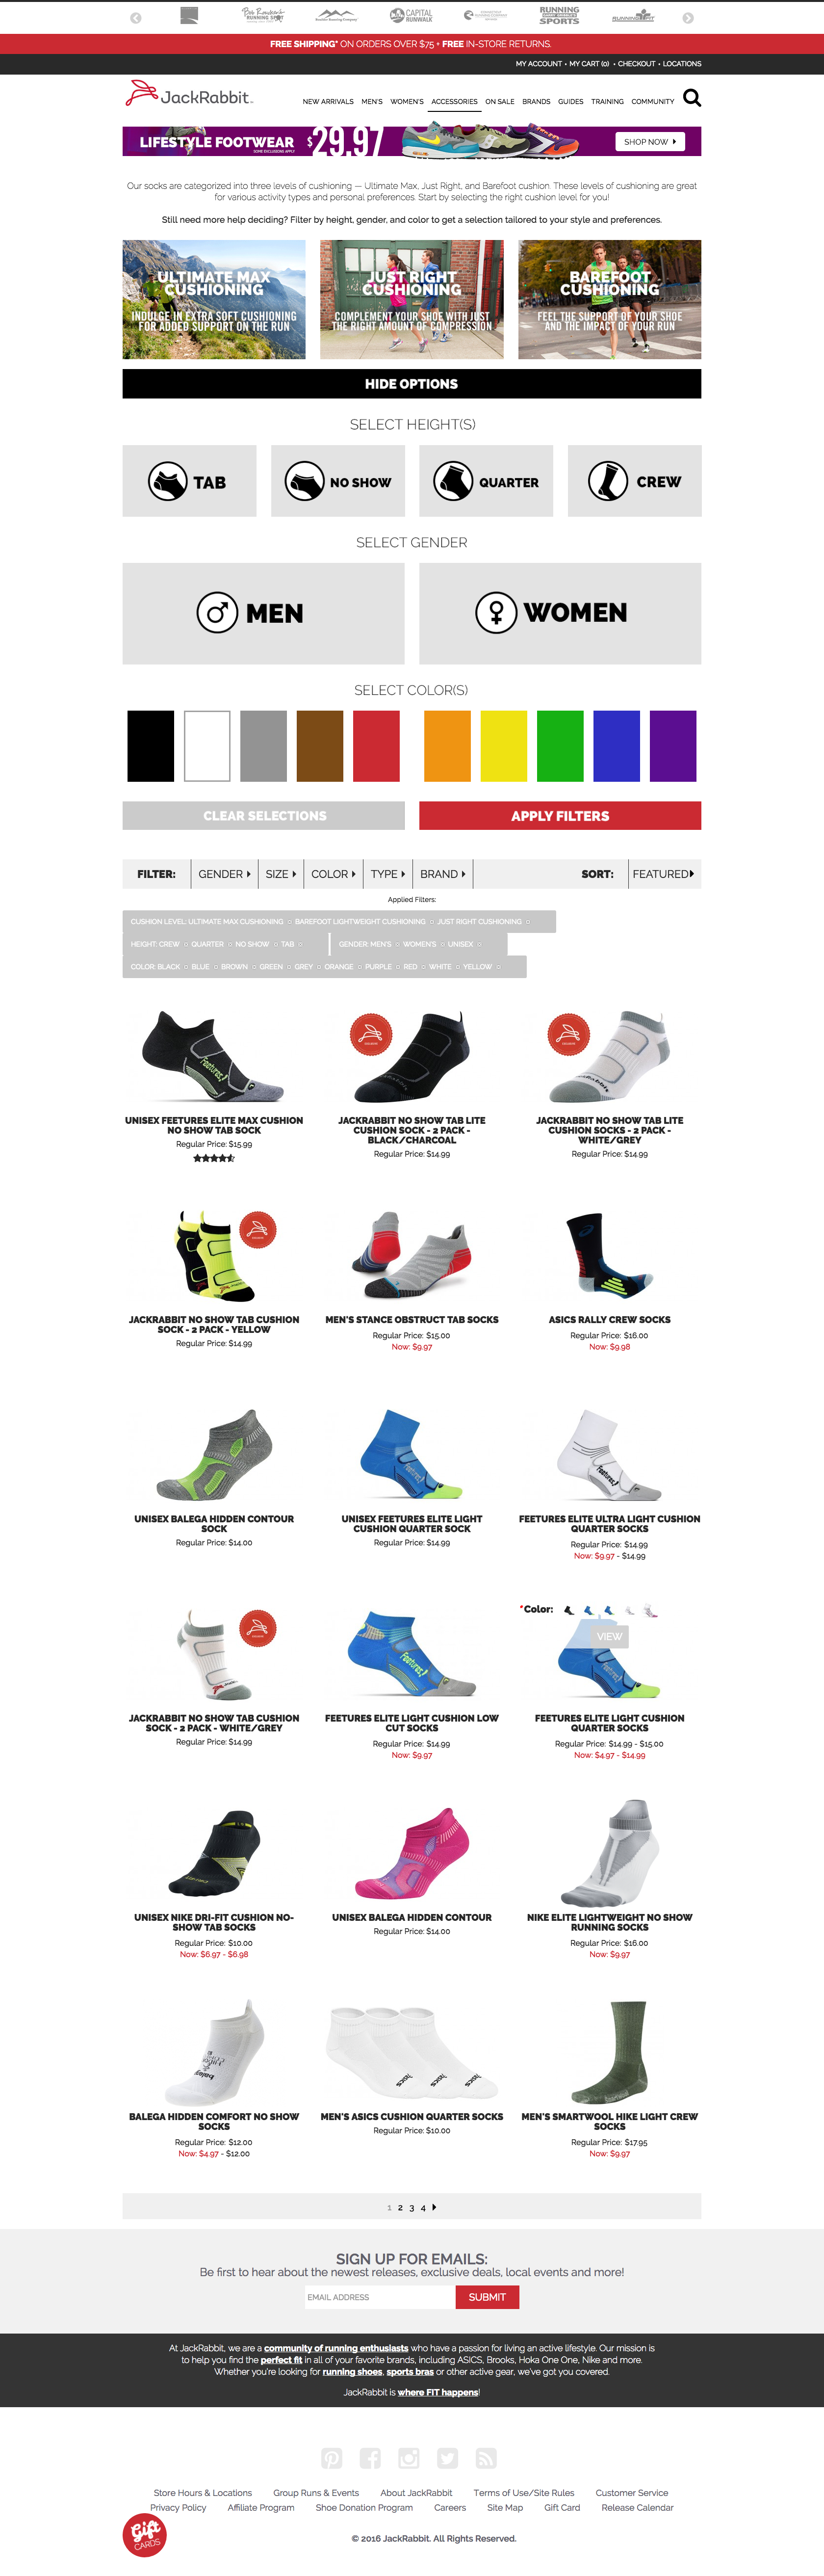 CAPITAL
RUNWALK
RUNNING
SPORTS
FREE SHIPPING* ON ORDERS OVER $75 + FREE IN-STORE RETURNS.
MY ACCOUNT • MY CART (0) • CHECKOUT • LOCATIONS
JackRabbit
NEW ARRIVALS MEN'S WOMEN'S ACCESSORIES ON SALE BRANDS GUIDES TRAINING COMMUNITY
LIFESTYLE FOOTWEAR $29.97 SHOP NOW
SOME EXCLUSIONS APPLY
Our socks are categorized into three levels of cushioning — Ultimate Max, Just Right, and Barefoot cushion. These levels of cushioning are great
for various activity types and personal preferences. Start by selecting the right cushion level for you!
Still need more help deciding? Filter by height, gender, and color to get a selection tailored to your style and preferences.
ULTIMATE MAX
CUSHIONING
INDULGE IN EXTRA SOFT CUSHIONING
FOR ADDED SUPPORT ON THE RUN
JUST RIGHT
CUSHIONING
COMPLEMENT YOUR SHOE WITH JUST
THE RIGHT AMOUNT OF COMPRESSION
BAREFOOT
CUSHIONING
FEEL THE SUPPORT OF YOUR SHOE
AND THE IMPACT OF YOUR RUN
HIDE OPTIONS
SELECT HEIGHT(S)
TAB
NO SHOW
QUARTER
CREW
SELECT GENDER
MEN
WOMEN
SELECT COLOR(S)
CLEAR SELECTIONS
APPLY FILTERS
FILTER: GENDER SIZE COLOR TYPE BRAND SORT: FEATURED
Applied Filters:
CUSHION LEVEL: ULTIMATE MAX CUSHIONING BAREFOOT LIGHTWEIGHT CUSHIONING JUST RIGHT CUSHIONING
HEIGHT: CREW QUARTER NO SHOW TAB GENDER: MEN'S WOMEN'S UNISEX
COLOR: BLACK BLUE BROWN GREEN GREY ORANGE PURPLE RED WHITE YELLOW
UNISEX FEETURES ELITE MAX CUSHION
NO SHOW TAB SOCK
Regular Price: $15.99
JACKRABBIT NO SHOW TAB LITE
CUSHION SOCK - 2 PACK -
BLACK/CHARCOAL
Regular Price: $14.99
JACKRABBIT NO SHOW TAB LITE
CUSHION SOCKS - 2 PACK -
WHITE/GREY
Regular Price: $14.99
JACKRABBIT NO SHOW TAB CUSHION
SOCK - 2 PACK - YELLOW
Regular Price: $14.99
MEN'S STANCE OBSTRUCT TAB SOCKS
Regular Price: $15.00
Now: $9.97
ASICS RALLY CREW SOCKS
Regular Price: $16.00
Now: $9.98
UNISEX BALEGA HIDDEN CONTOUR
SOCK
Regular Price: $14.00
UNISEX FEETURES ELITE LIGHT
CUSHION QUARTER SOCK
Regular Price: $14.99
FEETURES ELITE ULTRA LIGHT CUSHION
QUARTER SOCKS
Regular Price: $14.99
Now: $9.97 - $14.99
JACKRABBIT NO SHOW TAB CUSHION
SOCK - 2 PACK - WHITE/GREY
Regular Price: $14.99
FEETURES ELITE LIGHT CUSHION LOW
CUT SOCKS
Regular Price: $14.99
Now: $9.97
*Color:
VIEW
FEETURES ELITE LIGHT CUSHION
QUARTER SOCKS
Regular Price: $14.99 - $15.00
Now: $4.97 - $14.99
UNISEX NIKE DRI-FIT CUSHION NO-
SHOW TAB SOCKS
Regular Price: $10.00
Now: $6.97 - $6.98
UNISEX BALEGA HIDDEN CONTOUR
Regular Price: $14.00
NIKE ELITE LIGHTWEIGHT NO SHOW
RUNNING SOCKS
Regular Price: $16.00
Now: $9.97
BALEGA HIDDEN COMFORT NO SHOW
SOCKS
Regular Price: $12.00
Now: $4.97 - $12.00
MEN'S ASICS CUSHION QUARTER SOCKS
Regular Price: $10.00
MEN'S SMARTWOOL HIKE LIGHT CREW
SOCKS
Regular Price: $17.95
Now: $9.97
1 2 3 4
SIGN UP FOR EMAILS:
Be first to hear about the newest releases, exclusive deals, local events and more!
EMAIL ADDRESS SUBMIT
At JackRabbit, we are a community of running enthusiasts who have a passion for living an active lifestyle. Our mission is
to help you find the perfect fit in all of your favorite brands, including ASICS, Brooks, Hoka One One, Nike and more.
Whether you're looking for running shoes, sports bras or other active gear, we've got you covered.
JackRabbit is where FIT happens!
Store Hours & Locations Group Runs & Events About JackRabbit Terms of Use/Site Rules Customer Service
Privacy Policy Affiliate Program Shoe Donation Program Careers Site Map Gift Card Release Calendar
Gift
CARDS
© 2016 JackRabbit. All Rights Reserved.